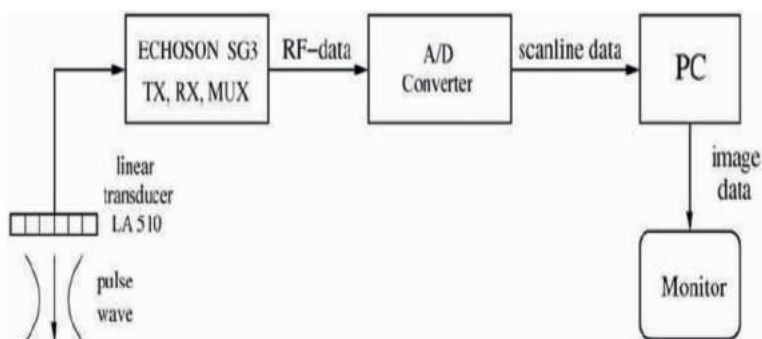 ECHOSON SG3
TX, RX, MUX
RF-data
A/D
Converter
scanline data
PC
linear
transducer
LA 510
image
data
pulse
wave
Monitor